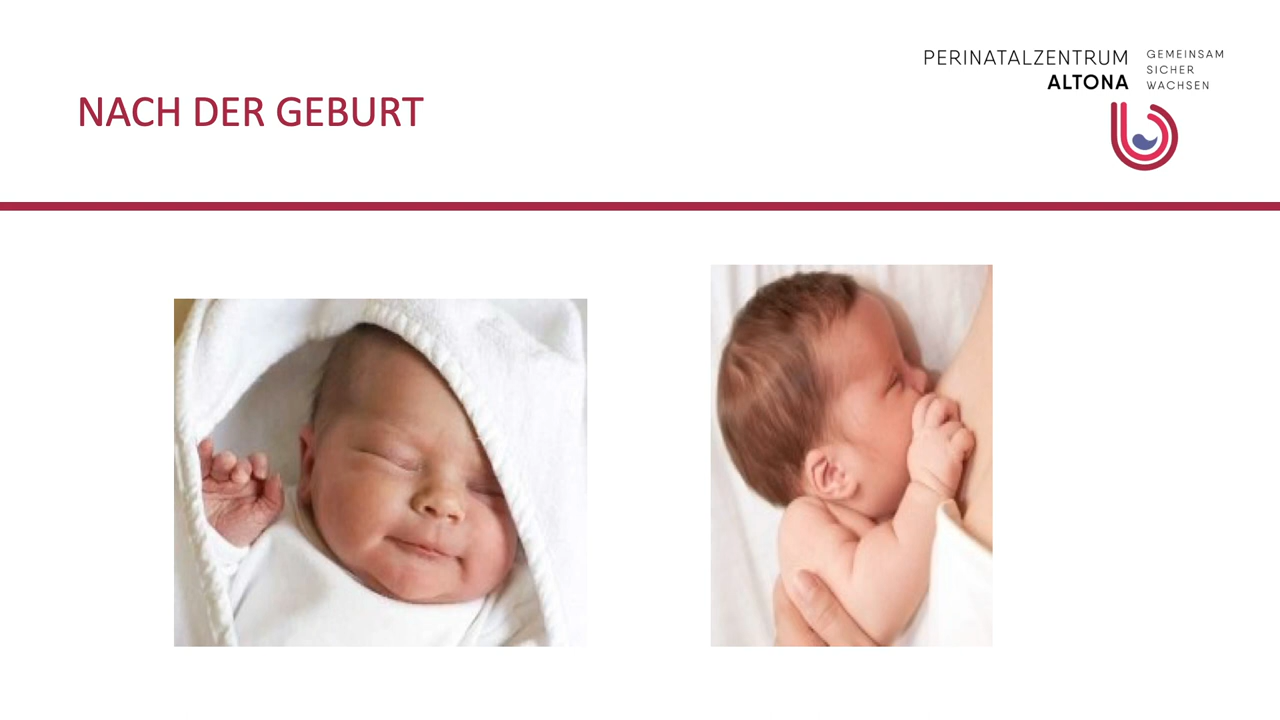 PERINATALZENTRUM
ALTONA
GEMEINSAM
SICHER
WACHSEN
NACH DER GEBURT